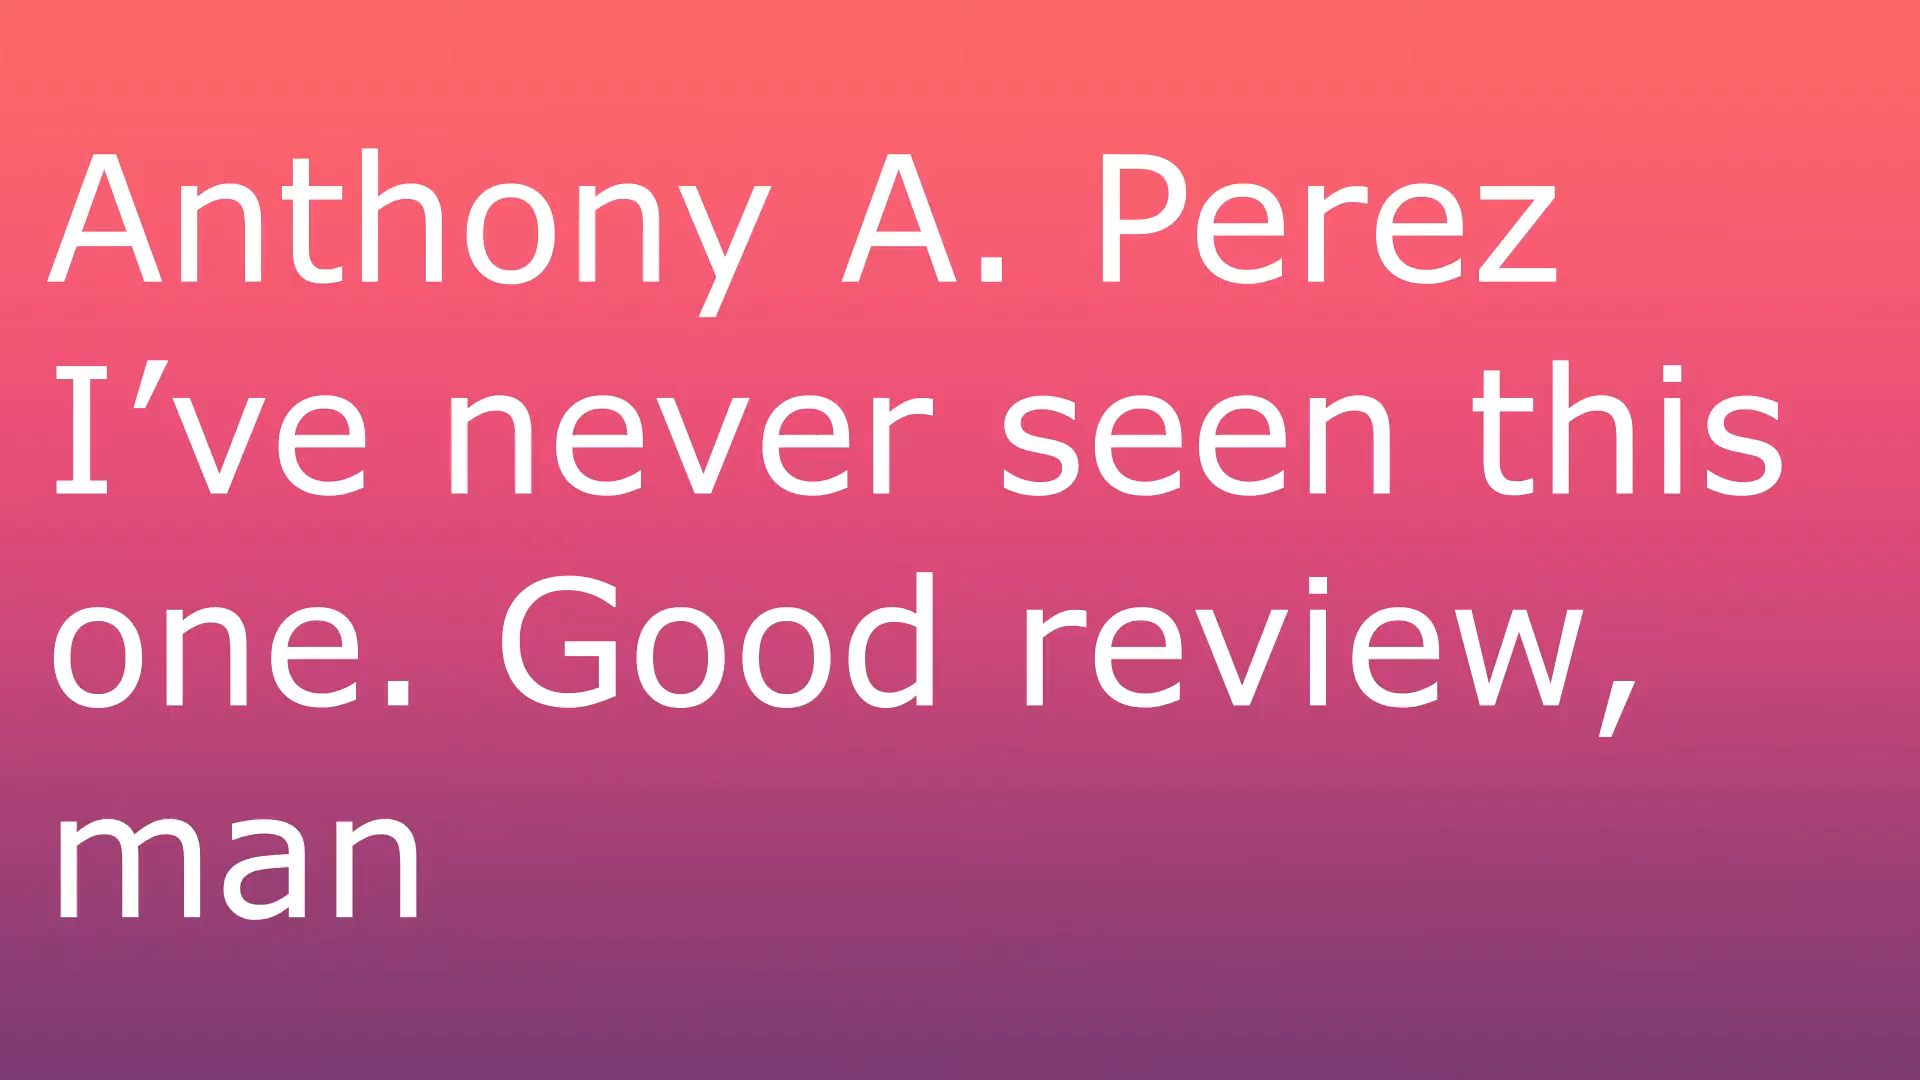 Anthony A. Perez
I’ve never seen this
one. Good review,
man